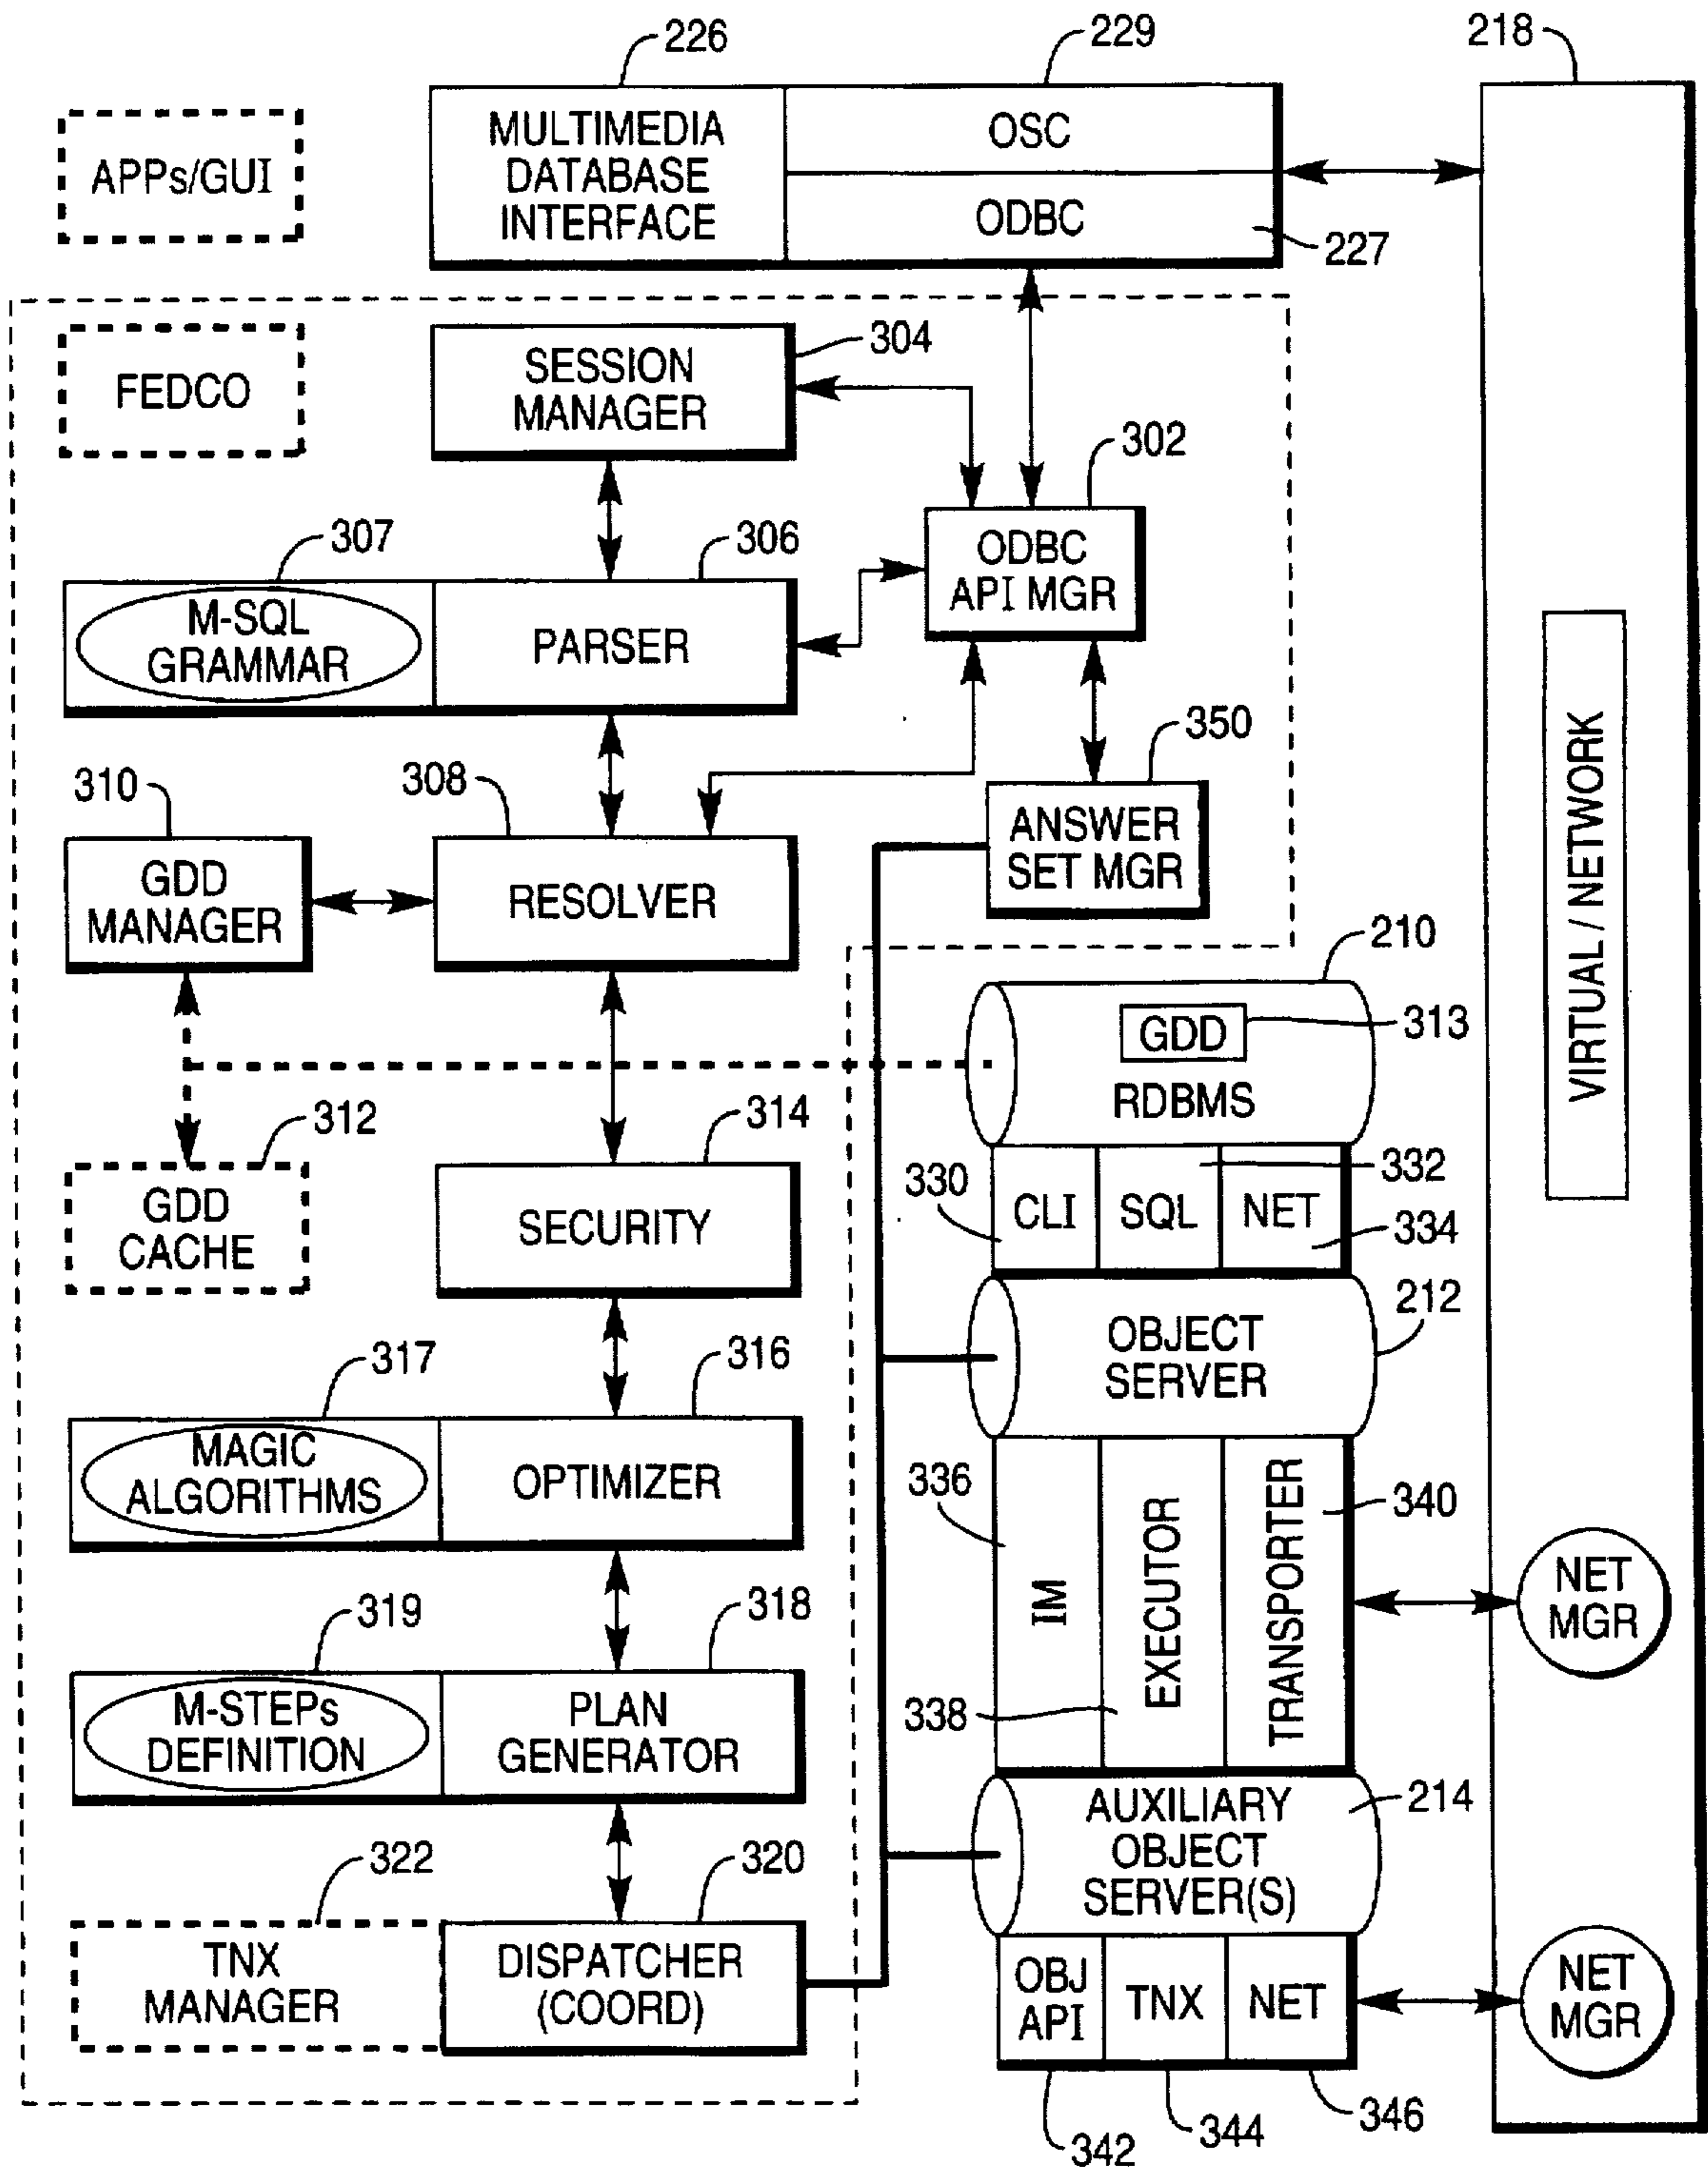 226
229
218
APPs/GUI
MULTIMEDIA
DATABASE
INTERFACE
OSC
ODBC
227
FEDCO
SESSION
MANAGER
304
302
307
306
ODBC
API MGR
M-SQL
GRAMMAR
PARSER
350
310
308
GDD
MANAGER
RESOLVER
ANSWER
SET MGR
VIRTUAL / NETWORK
210
GDD
313
RDBMS
312
314
GDD
CACHE
SECURITY
330
332
CLI
SQL
NET
334
212
OBJECT
SERVER
317
316
MAGIC
ALGORITHMS
OPTIMIZER
336
340
IM
EXECUTOR
TRANSPORTER
338
NET
MGR
319
318
M-STEPs
DEFINITION
PLAN
GENERATOR
AUXILIARY
OBJECT
SERVER(S)
214
322
320
TNX
MANAGER
DISPATCHER
(COORD)
OBJ
API
TNX
NET
NET
MGR
342
344
346